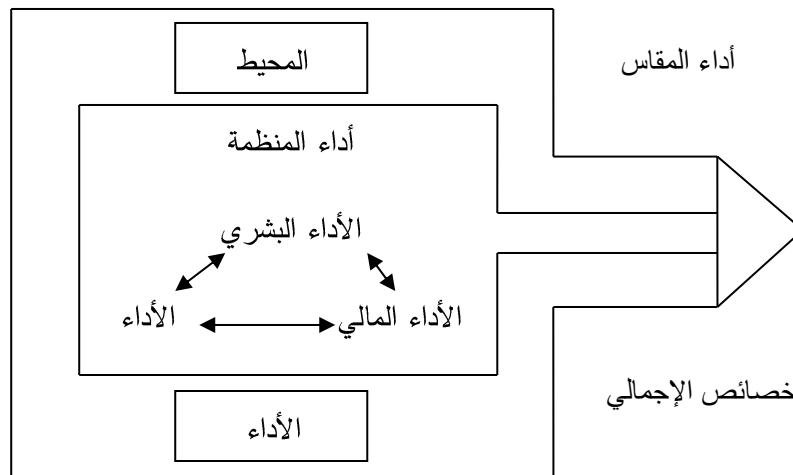 المحيط
أداء المقاس
أداء المنظمة
الأداء البشري
الأداء المالي
الأداء
خصائص الإجمالي
الأداء